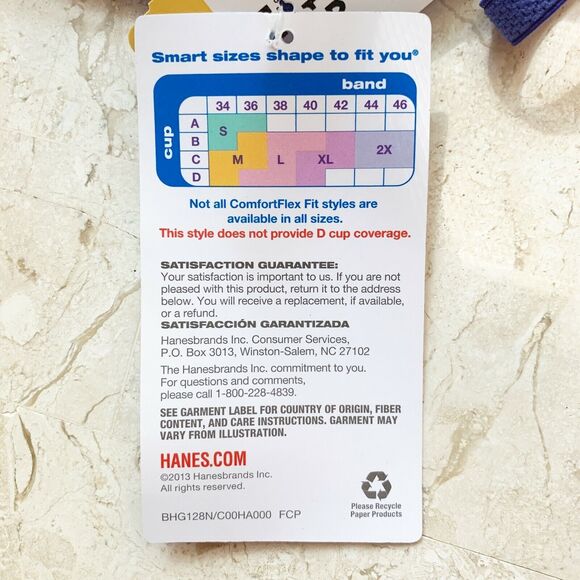 Smart sizes shape to fit you®
band
34 36 38 40 42 44 46
cup
A
B
C
D
S
M L XL 2X
Not all ComfortFlex Fit styles are
available in all sizes.
This style does not provide D cup coverage.
SATISFACTION GUARANTEE:
Your satisfaction is important to us. If you are not
pleased with this product, return it to the address
below. You will receive a replacement, if available,
or a refund.
SATISFACCIÓN GARANTIZADA
Hanesbrands Inc. Consumer Services,
P.O. Box 3013, Winston-Salem, NC 27102
The Hanesbrands Inc. commitment to you.
For questions and comments,
please call 1-800-228-4839.
SEE GARMENT LABEL FOR COUNTRY OF ORIGIN, FIBER
CONTENT, AND CARE INSTRUCTIONS. GARMENT MAY
VARY FROM ILLUSTRATION.
HANES.COM
©2013 Hanesbrands Inc.
All rights reserved.
Please Recycle
Paper Products
BHG128N/C00HA000 FCP